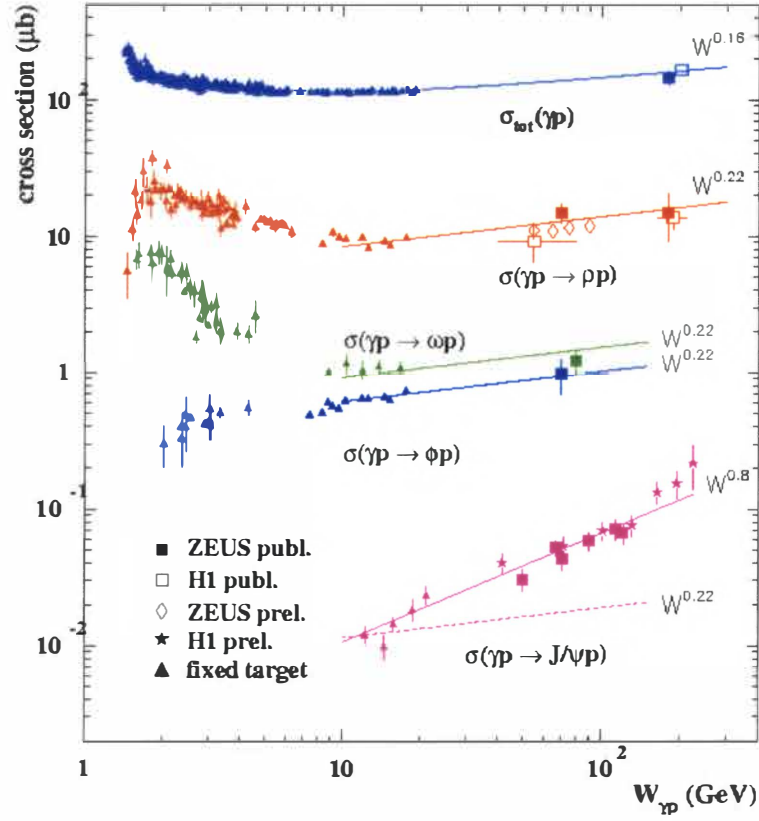 cross section (μb)
10²
10
1
10⁻¹
10⁻²
W^0.16
σtot(γp)
W^0.22
σ(γp → ρp)
σ(γp → ωp)
W^0.22
W^0.22
σ(γp → ϕp)
W^0.8
■ ZEUS publ.
□ H1 publ.
◇ ZEUS prel.
★ H1 prel.
▲ fixed target
W^0.22
σ(γp → J/ψp)
1
10
10²
Wγp (GeV)